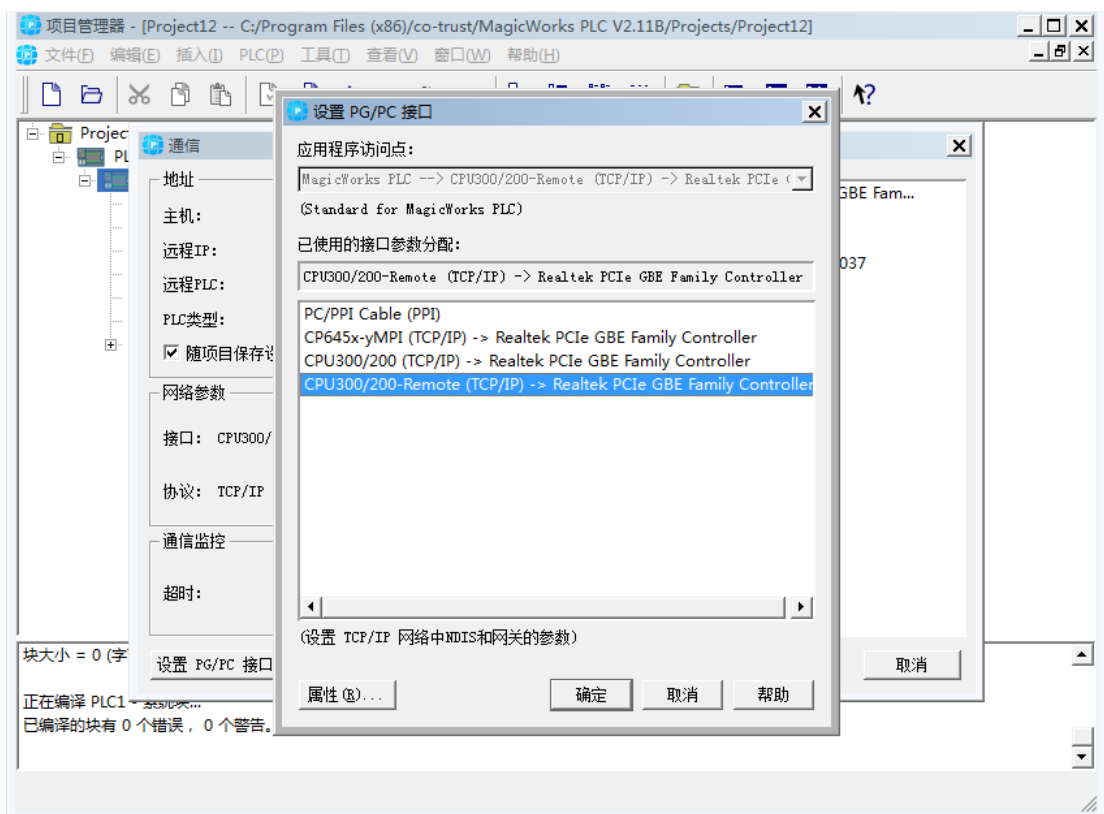 项目管理器 - [Project12 -- C:/Program Files (x86)/co-trust/MagicWorks PLC V2.11B/Projects/Project12]
文件(F) 编辑(E) 插入(I) PLC(P) 工具(T) 查看(V) 窗口(W) 帮助(H)
Projec
PL
通信
地址
主机:
远程IP:
远程PLC:
PLC类型:
随项目保存
网络参数
接口: CPU300/
协议: TCP/IP
通信监控
超时:
设置 PG/PC 接口
GBE Fam...
037
取消
设置 PG/PC 接口
应用程序访问点:
MagicWorks PLC --> CPU300/200-Remote (TCP/IP) -> Realtek PCIe
(Standard for MagicWorks PLC)
已使用的接口参数分配:
CPU300/200-Remote (TCP/IP) -> Realtek PCIe GBE Family Controller
PC/PPI Cable (PPI)
CP645x-yMPI (TCP/IP) -> Realtek PCIe GBE Family Controller
CPU300/200 (TCP/IP) -> Realtek PCIe GBE Family Controller
CPU300/200-Remote (TCP/IP) -> Realtek PCIe GBE Family Controller
(设置 TCP/IP 网络中NDIS和网关的参数)
属性(R)... 确定 取消 帮助
块大小 = 0 (字
正在编译 PLC1 - 系统块...
已编译的块有 0 个错误, 0 个警告。